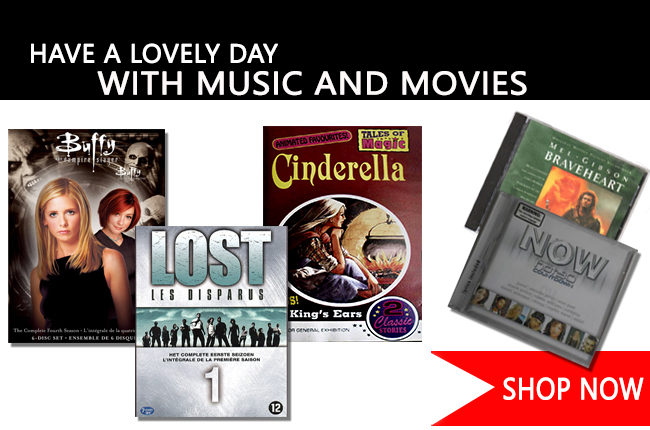 HAVE A LOVELY DAY
WITH MUSIC AND MOVIES
Buffy
the vampire slayer
Buffy
The Complete Fourth Season • L'intégrale de la
6-DISC SET • ENSEMBLE DE 6
LOST
LES DISPARUS
HET COMPLETE EERSTE SEIZOEN
L'INTÉGRALE DE LA PREMIÈRE SAISON
1
12
ANIMATED FAVOURITES!
TALES OF
Magic
Cinderella
King's Ears
2
Classic
STORIES
FOR GENERAL EXHIBITION
MEL GIBSON
BRAVEHEART
NOW
SHOP NOW